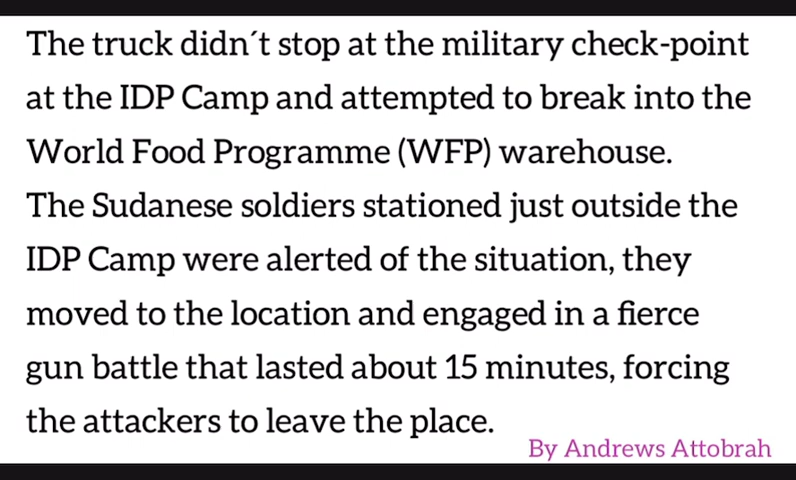 The truck didn´t stop at the military check-point
at the IDP Camp and attempted to break into the
World Food Programme (WFP) warehouse.
The Sudanese soldiers stationed just outside the
IDP Camp were alerted of the situation, they
moved to the location and engaged in a fierce
gun battle that lasted about 15 minutes, forcing
the attackers to leave the place.
By Andrews Attobrah